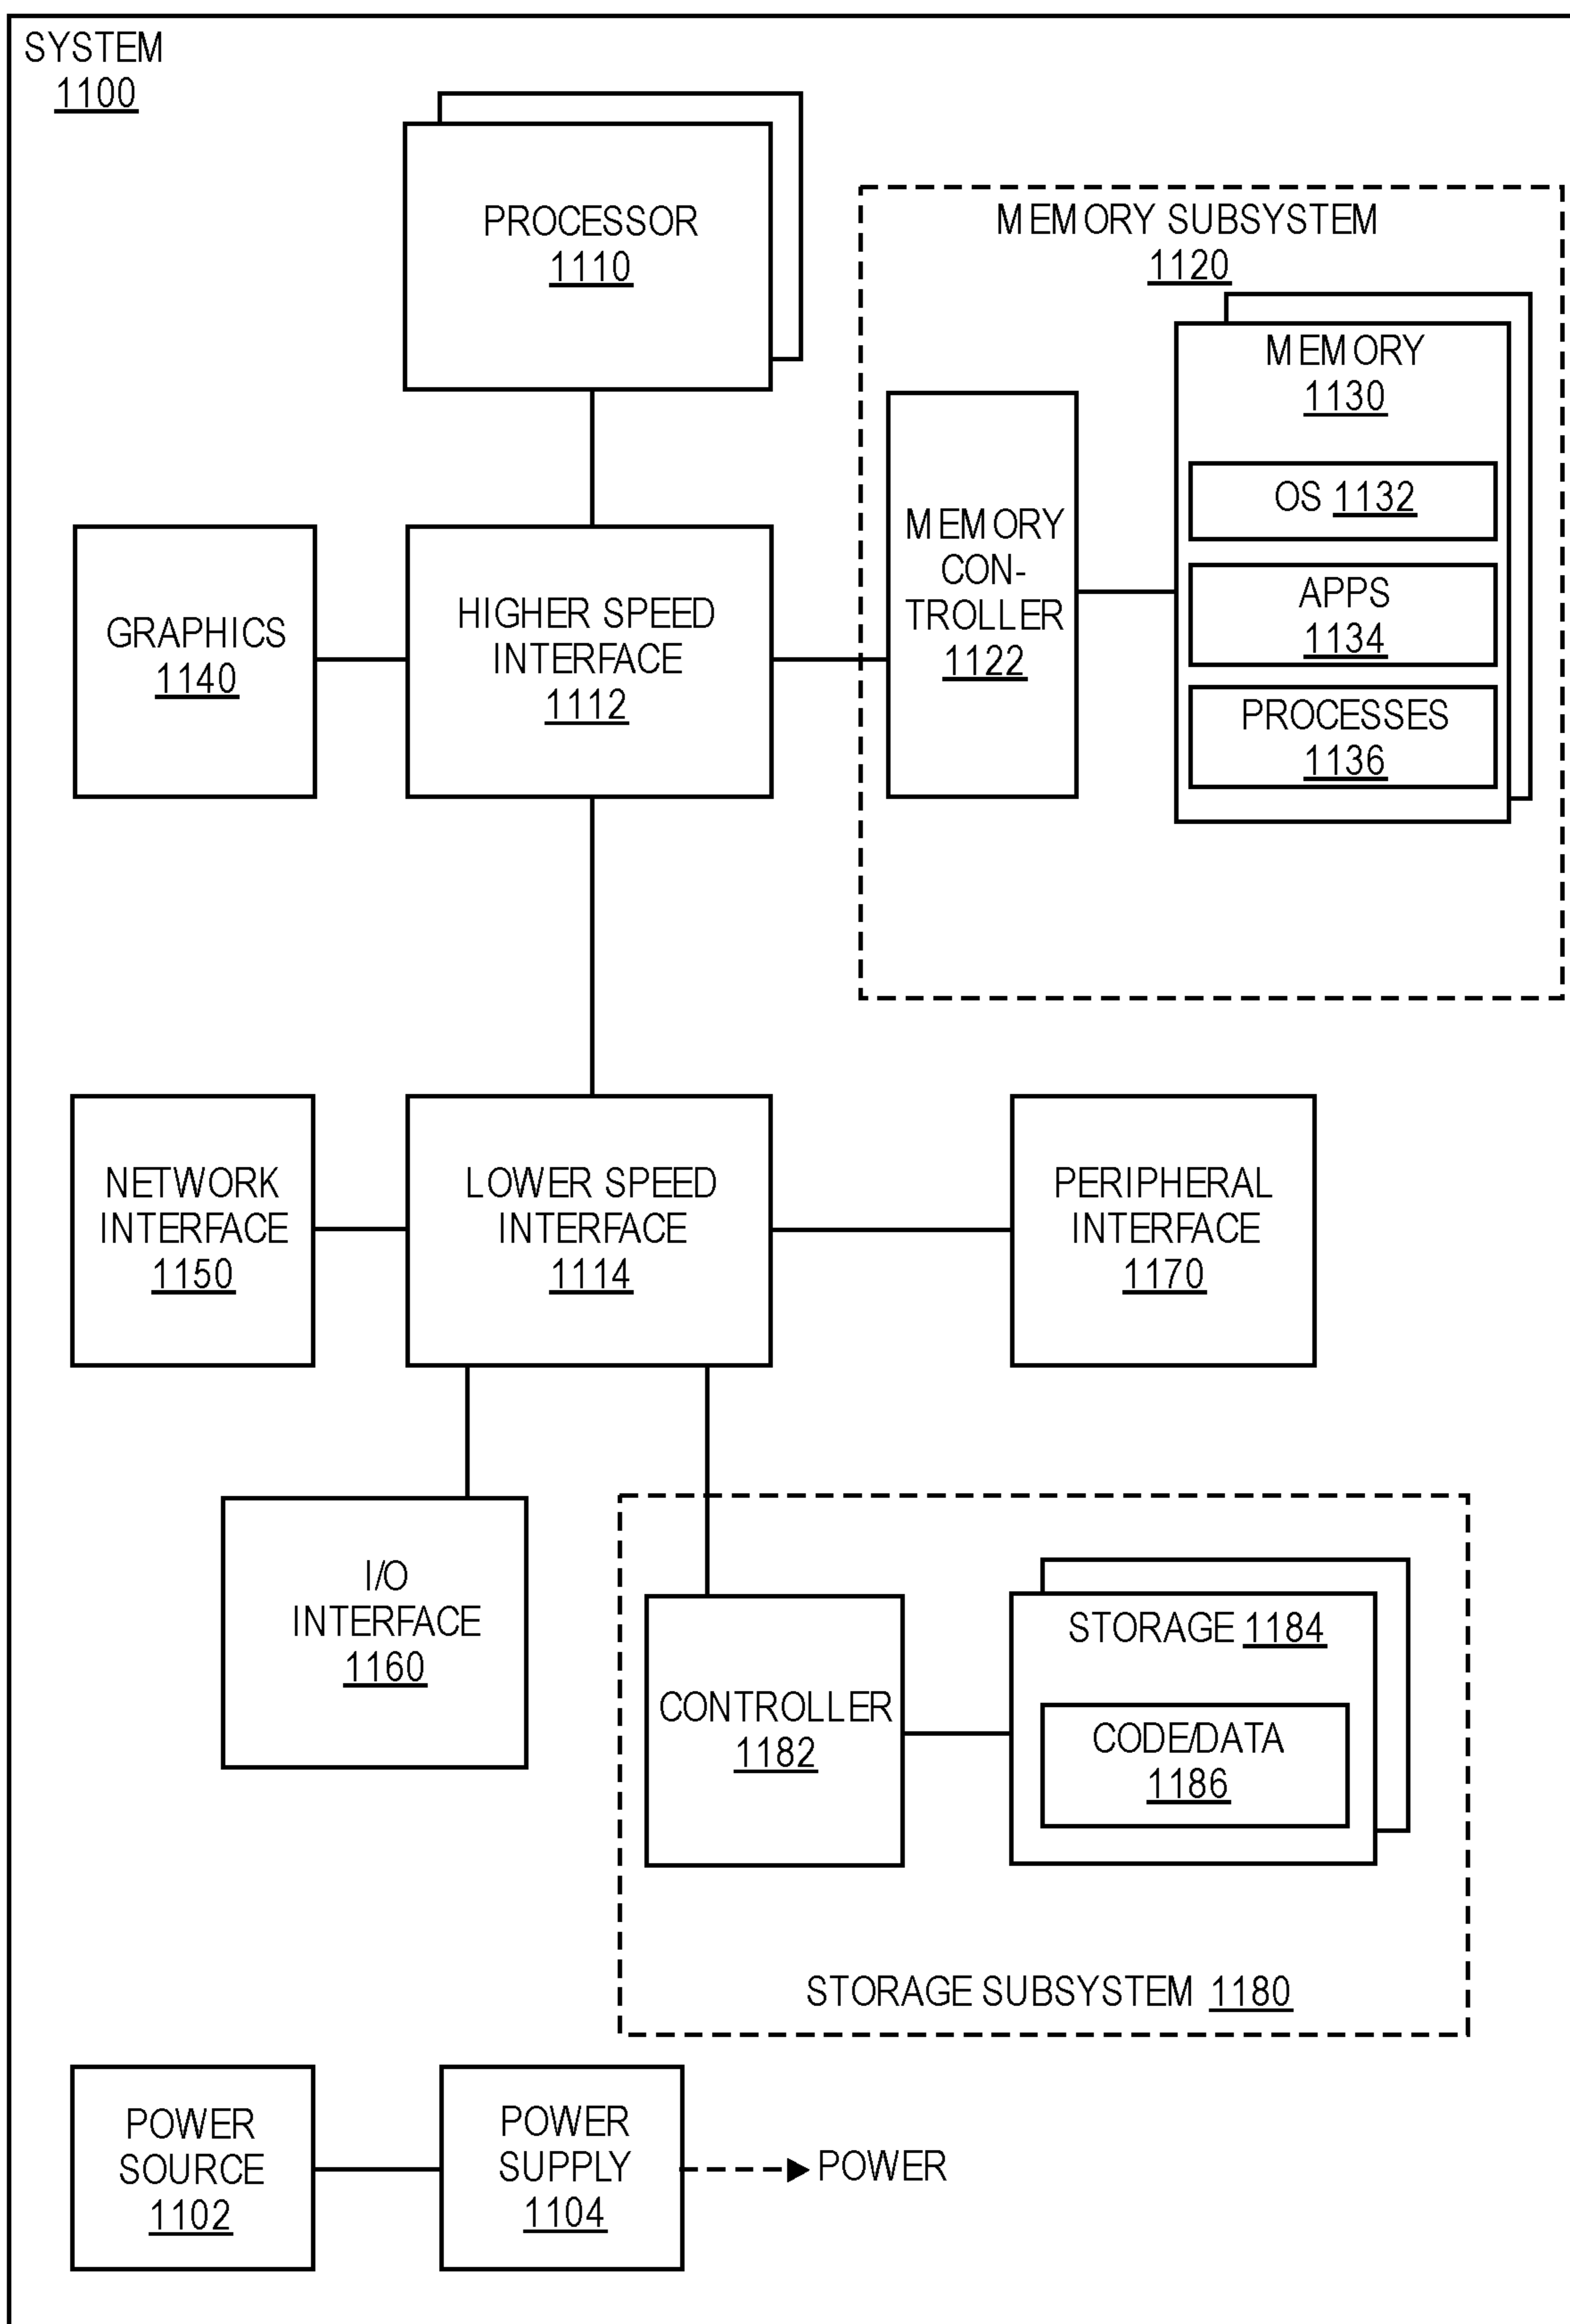 SYSTEM
1100
PROCESSOR
1110
MEMORY SUBSYSTEM
1120
MEMORY
1130
OS 1132
APPS
1134
PROCESSES
1136
MEMORY
CON-
TROLLER
1122
GRAPHICS
1140
HIGHER SPEED
INTERFACE
1112
NETWORK
INTERFACE
1150
LOWER SPEED
INTERFACE
1114
PERIPHERAL
INTERFACE
1170
I/O
INTERFACE
1160
CONTROLLER
1182
STORAGE 1184
CODE/DATA
1186
STORAGE SUBSYSTEM 1180
POWER
SOURCE
1102
POWER
SUPPLY
1104
POWER